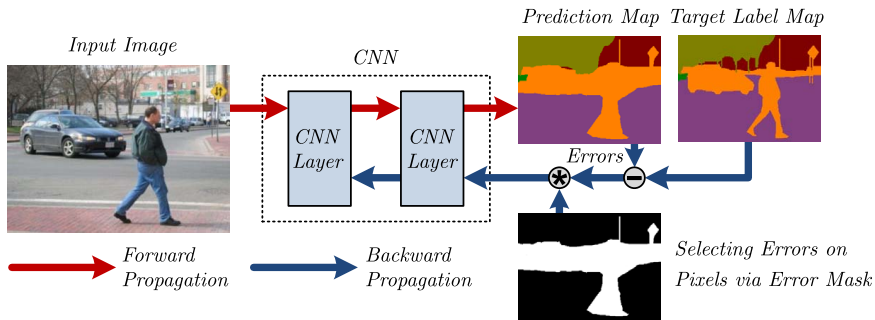 Input Image
CNN
Prediction Map
Target Label Map
CNN
Layer
CNN
Layer
Errors
*
−
Forward
Propagation
Backward
Propagation
Selecting Errors on
Pixels via Error Mask